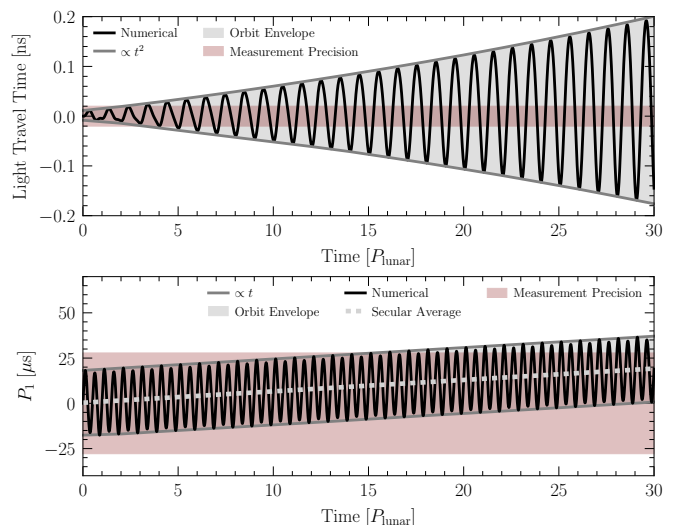 0.2
0.1
0.0
−0.1
−0.2
Light Travel Time [ns]
Numerical
∝ t²
Orbit Envelope
Measurement Precision
0 5 10 15 20 25 30
Time [P_lunar]
50
25
0
−25
P₁ [μs]
∝ t
Orbit Envelope
Numerical
Secular Average
Measurement Precision
0 5 10 15 20 25 30
Time [P_lunar]